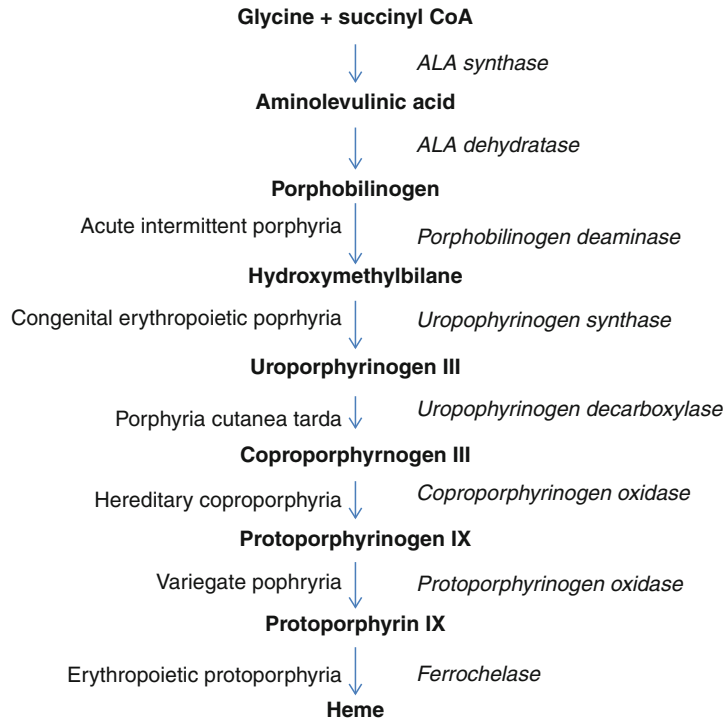 Glycine + succinyl CoA
ALA synthase
Aminolevulinic acid
ALA dehydratase
Porphobilinogen
Acute intermittent porphyria
Porphobilinogen deaminase
Hydroxymethylbilane
Congenital erythropoietic poprhyria
Uropophyrinogen synthase
Uroporphyrinogen III
Porphyria cutanea tarda
Uropophyrinogen decarboxylase
Coproporphyrnogen III
Hereditary coproporphyria
Coproporphyrinogen oxidase
Protoporphyrinogen IX
Variegate pophryria
Protoporphyrinogen oxidase
Protoporphyrin IX
Erythropoietic protoporphyria
Ferrochelase
Heme